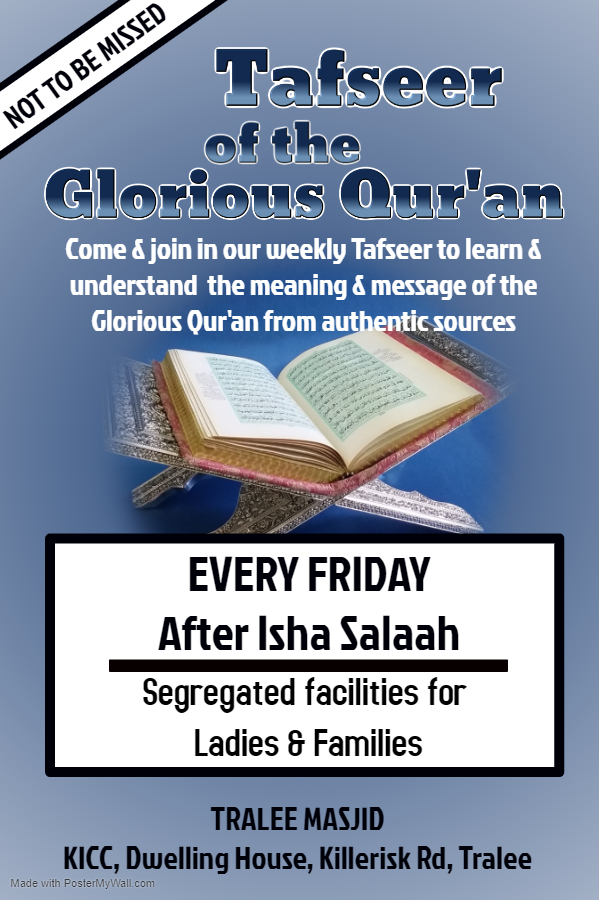 NOT TO BE MISSED
Tafseer
of the
Glorious Qur'an
Come & join in our weekly Tafseer to learn &
understand the meaning & message of the
Glorious Qur'an from authentic sources
EVERY FRIDAY
After Isha Salaah
Segregated facilities for
Ladies & Families
TRALEE MASJID
KICC, Dwelling House, Killerisk Rd, Tralee
Made with PosterMyWall.com